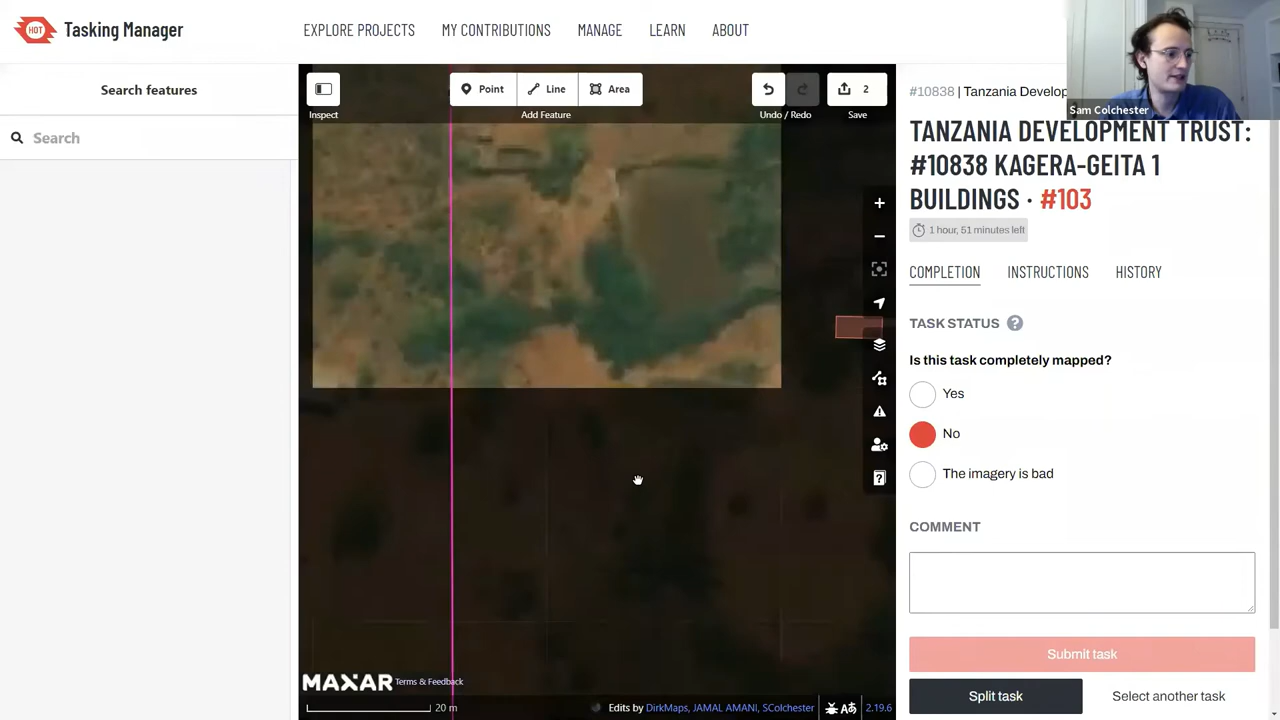 HOT Tasking Manager
EXPLORE PROJECTS MY CONTRIBUTIONS MANAGE LEARN ABOUT
Search features
Search
Inspect
Point Line Area
Add Feature
Undo / Redo
2
Save
#10838 | Tanzania Develop
Sam Colchester
TANZANIA DEVELOPMENT TRUST:
#10838 KAGERA-GEITA 1
BUILDINGS · #103
1 hour, 51 minutes left
COMPLETION INSTRUCTIONS HISTORY
TASK STATUS ?
Is this task completely mapped?
Yes
No
The imagery is bad
COMMENT
Submit task
Split task Select another task
MAXAR Terms & Feedback
20 m
Edits by DirkMaps, JAMAL AMANI, SColchester
2.19.6